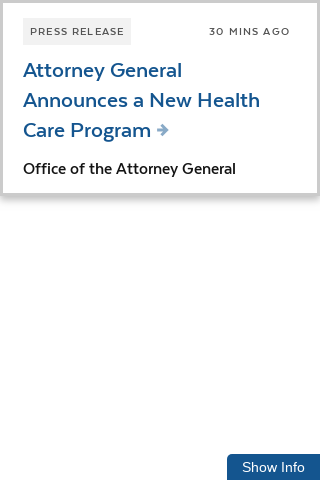 PRESS RELEASE
30 MINS AGO
Attorney General
Announces a New Health
Care Program
Office of the Attorney General
Show Info